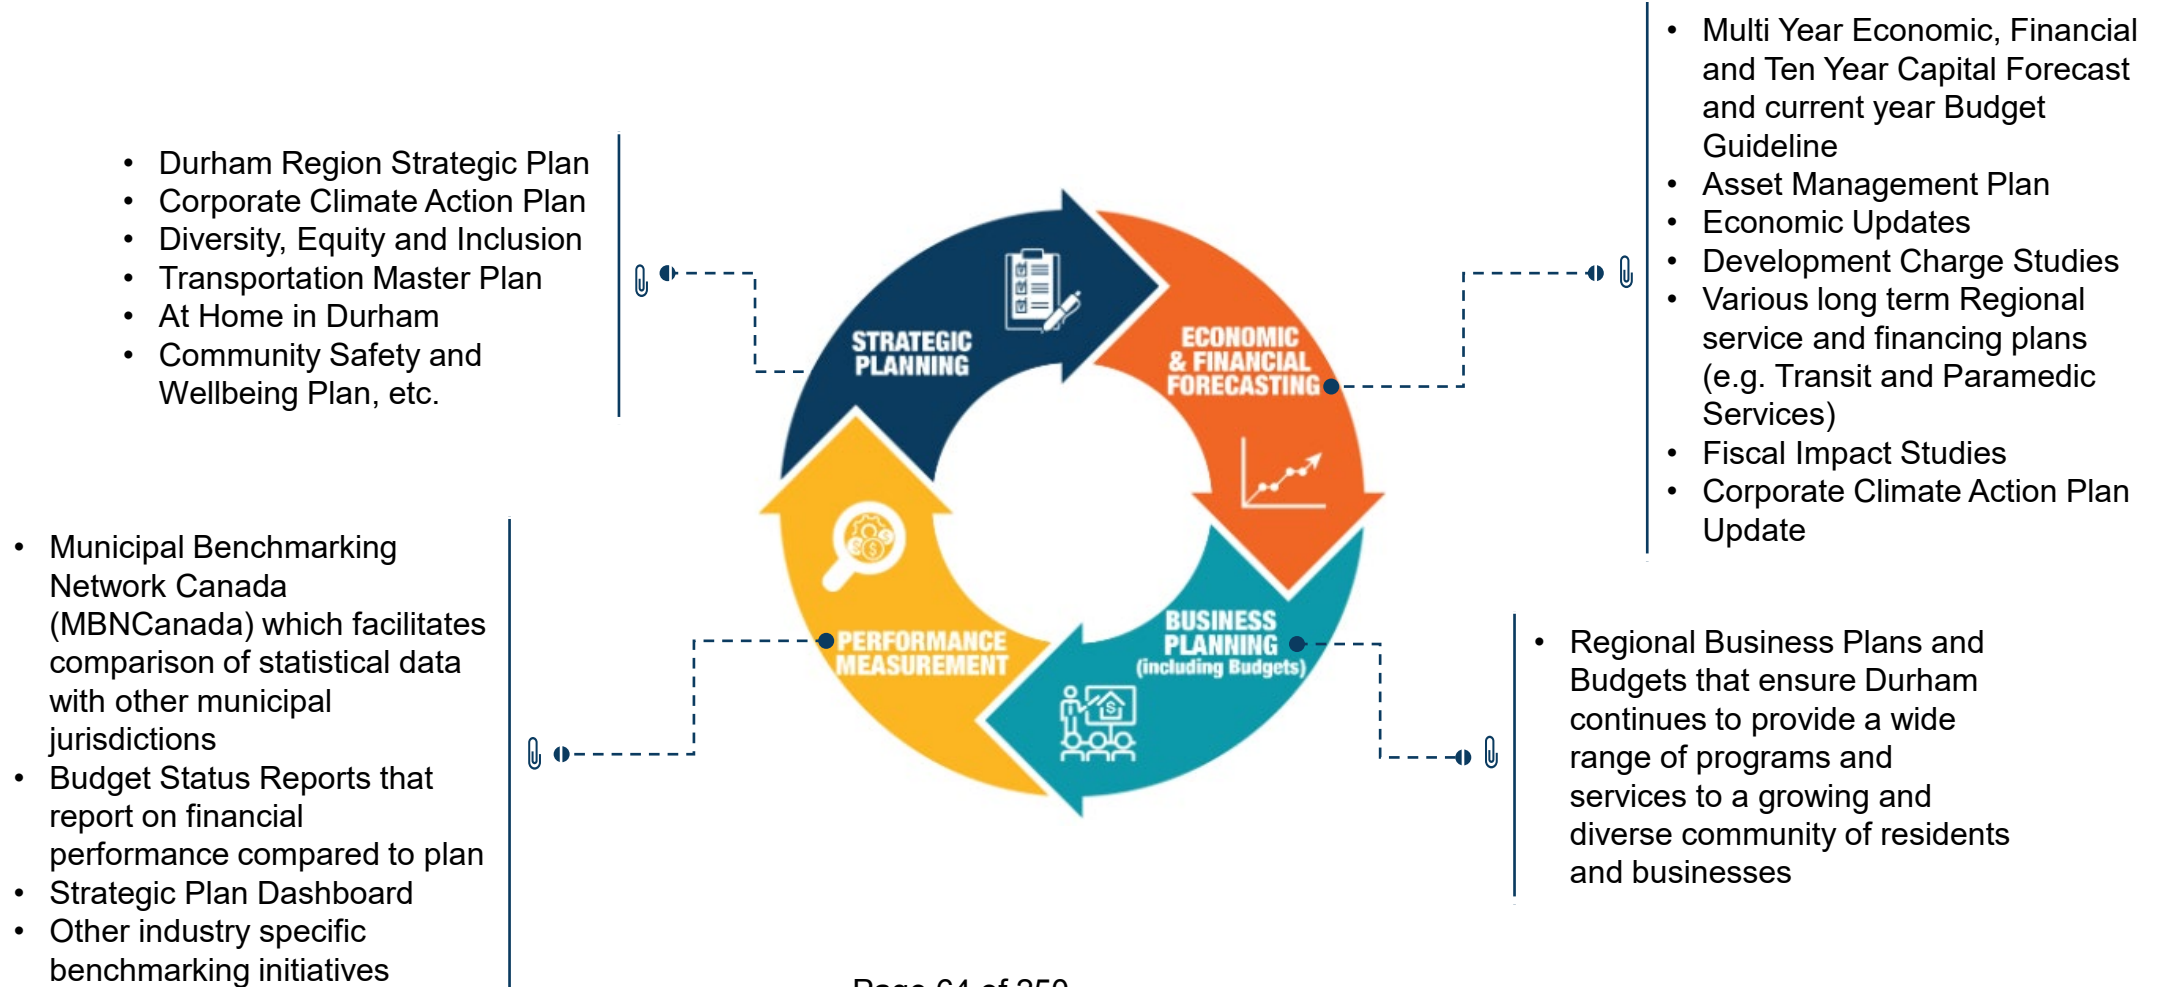 • Durham Region Strategic Plan
• Corporate Climate Action Plan
• Diversity, Equity and Inclusion
• Transportation Master Plan
• At Home in Durham
• Community Safety and
Wellbeing Plan, etc.
STRATEGIC
PLANNING
ECONOMIC
& FINANCIAL
FORECASTING
• Multi Year Economic, Financial
and Ten Year Capital Forecast
and current year Budget
Guideline
• Asset Management Plan
• Economic Updates
• Development Charge Studies
• Various long term Regional
service and financing plans
(e.g. Transit and Paramedic
Services)
• Fiscal Impact Studies
• Corporate Climate Action Plan
Update
• Municipal Benchmarking
Network Canada
(MBNCanada) which facilitates
comparison of statistical data
with other municipal
jurisdictions
• Budget Status Reports that
report on financial
performance compared to plan
• Strategic Plan Dashboard
• Other industry specific
benchmarking initiatives
PERFORMANCE
MEASUREMENT
BUSINESS
PLANNING
(including Budgets)
• Regional Business Plans and
Budgets that ensure Durham
continues to provide a wide
range of programs and
services to a growing and
diverse community of residents
and businesses
Page 64 of 250